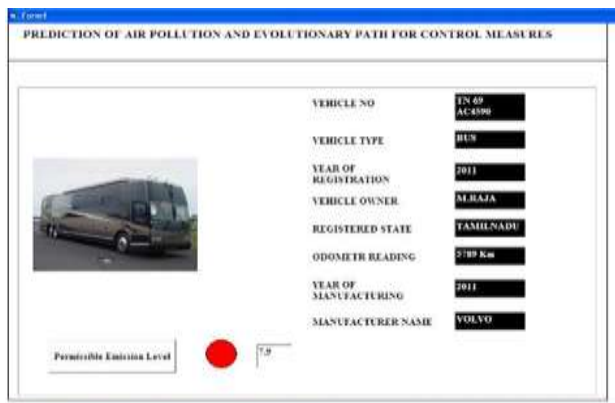 PREDICTION OF AIR POLLUTION AND EVOLUTIONARY PATH FOR CONTROL MEASURES
VEHICLE NO
TN 69
AC4590
VEHICLE TYPE
BUS
YEAR OF
REGISTRATION
2011
VEHICLE OWNER
M.RAJA
REGISTERED STATE
TAMILNADU
ODOMETR READING
5789 Km
YEAR OF
MANUFACTURING
2011
MANUFACTURER NAME
VOLVO
Permissible Emission Level
7.9